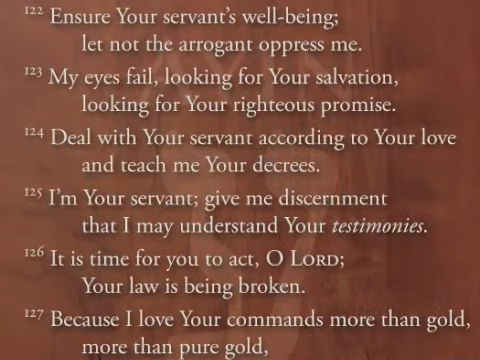 122 Ensure Your servant's well-being;
let not the arrogant oppress me.
123 My eyes fail, looking for Your salvation,
looking for Your righteous promise.
124 Deal with Your servant according to Your love
and teach me Your decrees.
125 I'm Your servant; give me discernment
that I may understand Your testimonies.
126 It is time for you to act, O LORD;
Your law is being broken.
127 Because I love Your commands more than gold,
more than pure gold,